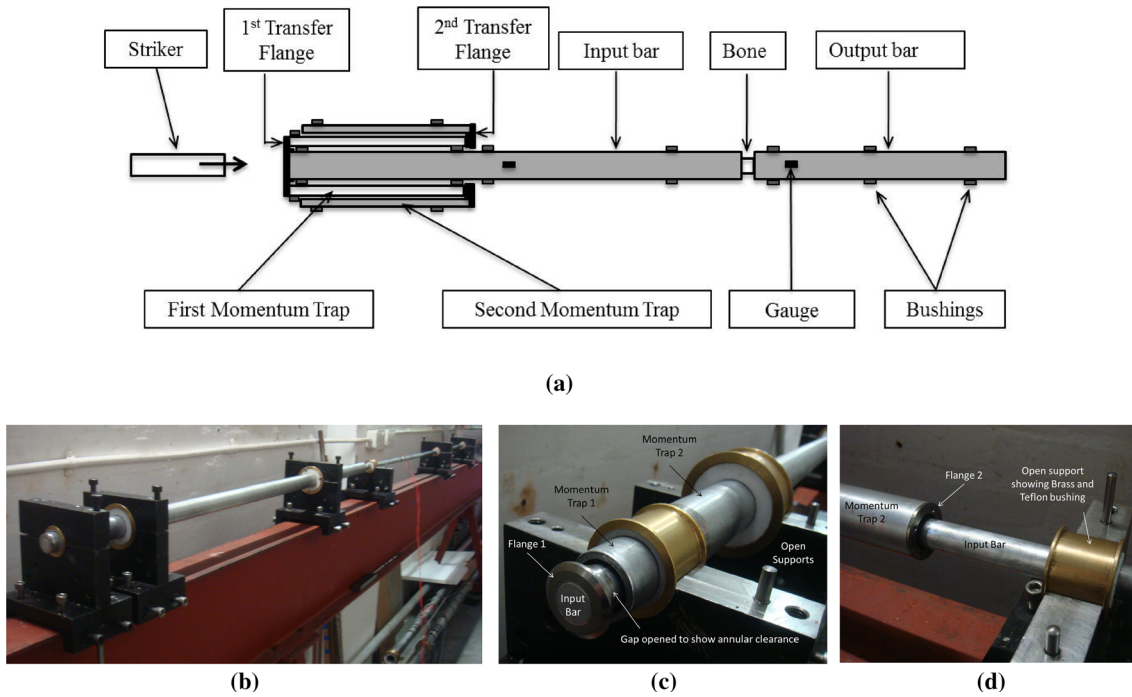 Striker
1st Transfer
Flange
2nd Transfer
Flange
Input bar
Bone
Output bar
First Momentum Trap
Second Momentum Trap
Gauge
Bushings
(a)
Momentum
Trap 2
Momentum
Trap 1
Flange 1
Input
Bar
Open
Supports
Gap opened to show annular clearance
Flange 2
Momentum
Trap 2
Input Bar
Open support
showing Brass and
Teflon bushing
(b)
(c)
(d)